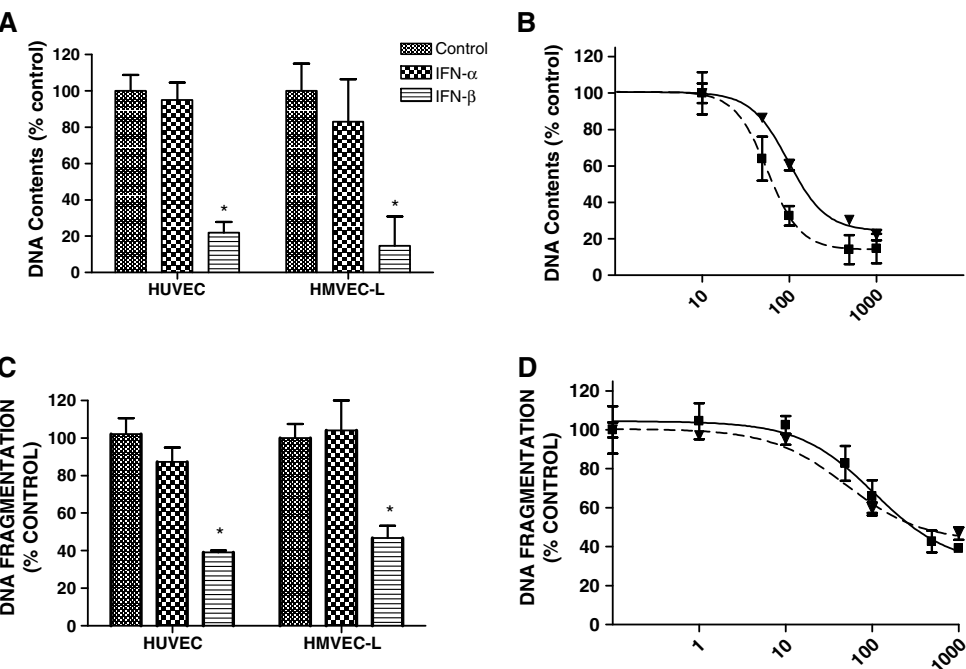 A
DNA Contents (% control)
120
100
80
60
40
20
0
*
*
HUVEC
HMVEC-L
Control
IFN-α
IFN-β
B
DNA Contents (% control)
120
100
80
60
40
20
0
10
100
1000
C
DNA FRAGMENTATION
(% CONTROL)
120
100
80
60
40
20
0
*
*
HUVEC
HMVEC-L
D
DNA FRAGMENTATION
(% CONTROL)
120
100
80
60
40
20
0
1
10
100
1000